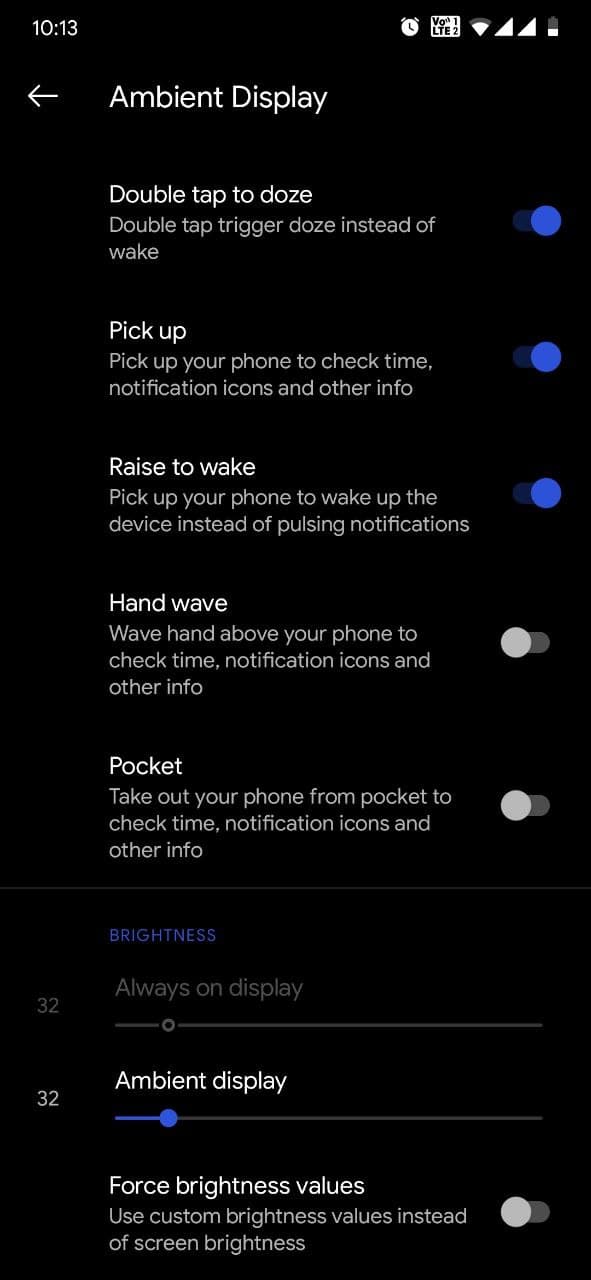 10:13
Vo)) 1
LTE 2
Ambient Display
Double tap to doze
Double tap trigger doze instead of
wake
Pick up
Pick up your phone to check time,
notification icons and other info
Raise to wake
Pick up your phone to wake up the
device instead of pulsing notifications
Hand wave
Wave hand above your phone to
check time, notification icons and
other info
Pocket
Take out your phone from pocket to
check time, notification icons and
other info
BRIGHTNESS
Always on display
32
Ambient display
32
Force brightness values
Use custom brightness values instead
of screen brightness